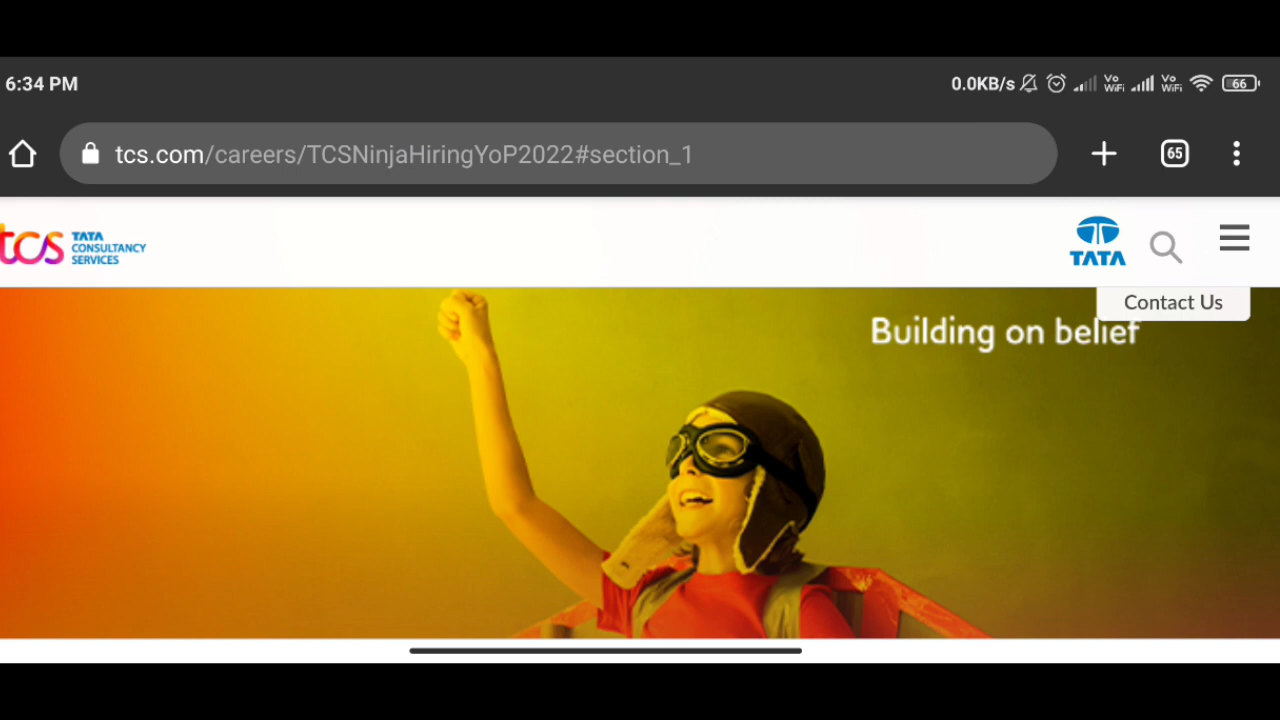 6:34 PM
0.0KB/s
Vo WiFi
Vo WiFi
66
tcs.com/careers/TCSNinjaHiringYoP2022#section_1
65
tcs
TATA
CONSULTANCY
SERVICES
TATA
Contact Us
Building on belief